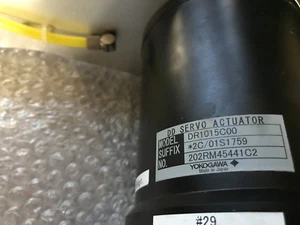 DD SERVO ACTUATOR
MODEL DR1015C00
SUFFIX *2C/01S1759
NO. 202RM45441C2
YOKOGAWA
Made in Japan
#29